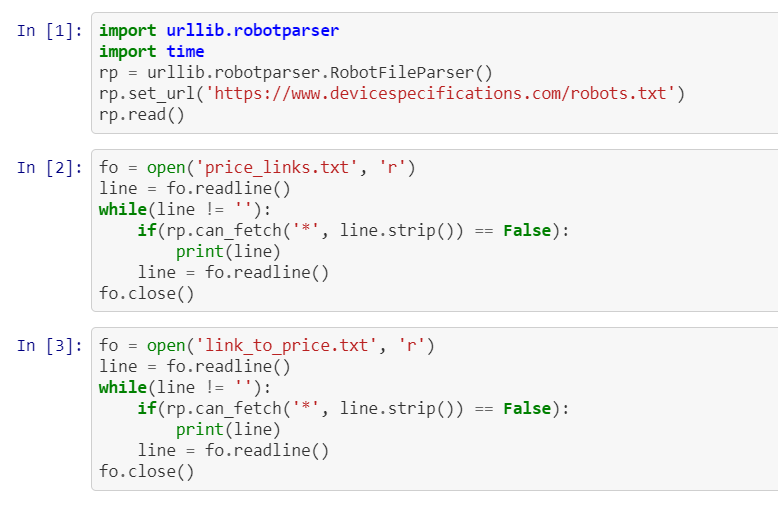 In [1]: import urllib.robotparser
import time
rp = urllib.robotparser.RobotFileParser()
rp.set_url('https://www.devicespecifications.com/robots.txt')
rp.read()
In [2]: fo = open('price_links.txt', 'r')
line = fo.readline()
while(line != ''):
    if(rp.can_fetch('*', line.strip()) == False):
        print(line)
    line = fo.readline()
fo.close()
In [3]: fo = open('link_to_price.txt', 'r')
line = fo.readline()
while(line != ''):
    if(rp.can_fetch('*', line.strip()) == False):
        print(line)
    line = fo.readline()
fo.close()